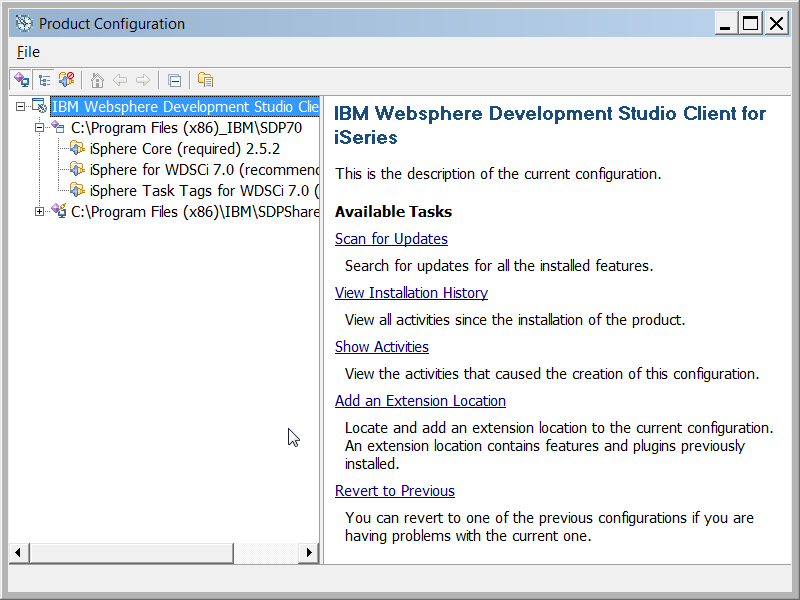 Product Configuration
File
IBM Websphere Development Studio Clie
C:\Program Files (x86)_IBM\SDP70
iSphere Core (required) 2.5.2
iSphere for WDSCi 7.0 (recommend
iSphere Task Tags for WDSCi 7.0 (
C:\Program Files (x86)\IBM\SDPShare
IBM Websphere Development Studio Client for
iSeries
This is the description of the current configuration.
Available Tasks
Scan for Updates
Search for updates for all the installed features.
View Installation History
View all activities since the installation of the product.
Show Activities
View the activities that caused the creation of this configuration.
Add an Extension Location
Locate and add an extension location to the current configuration.
An extension location contains features and plugins previously
installed.
Revert to Previous
You can revert to one of the previous configurations if you are
having problems with the current one.